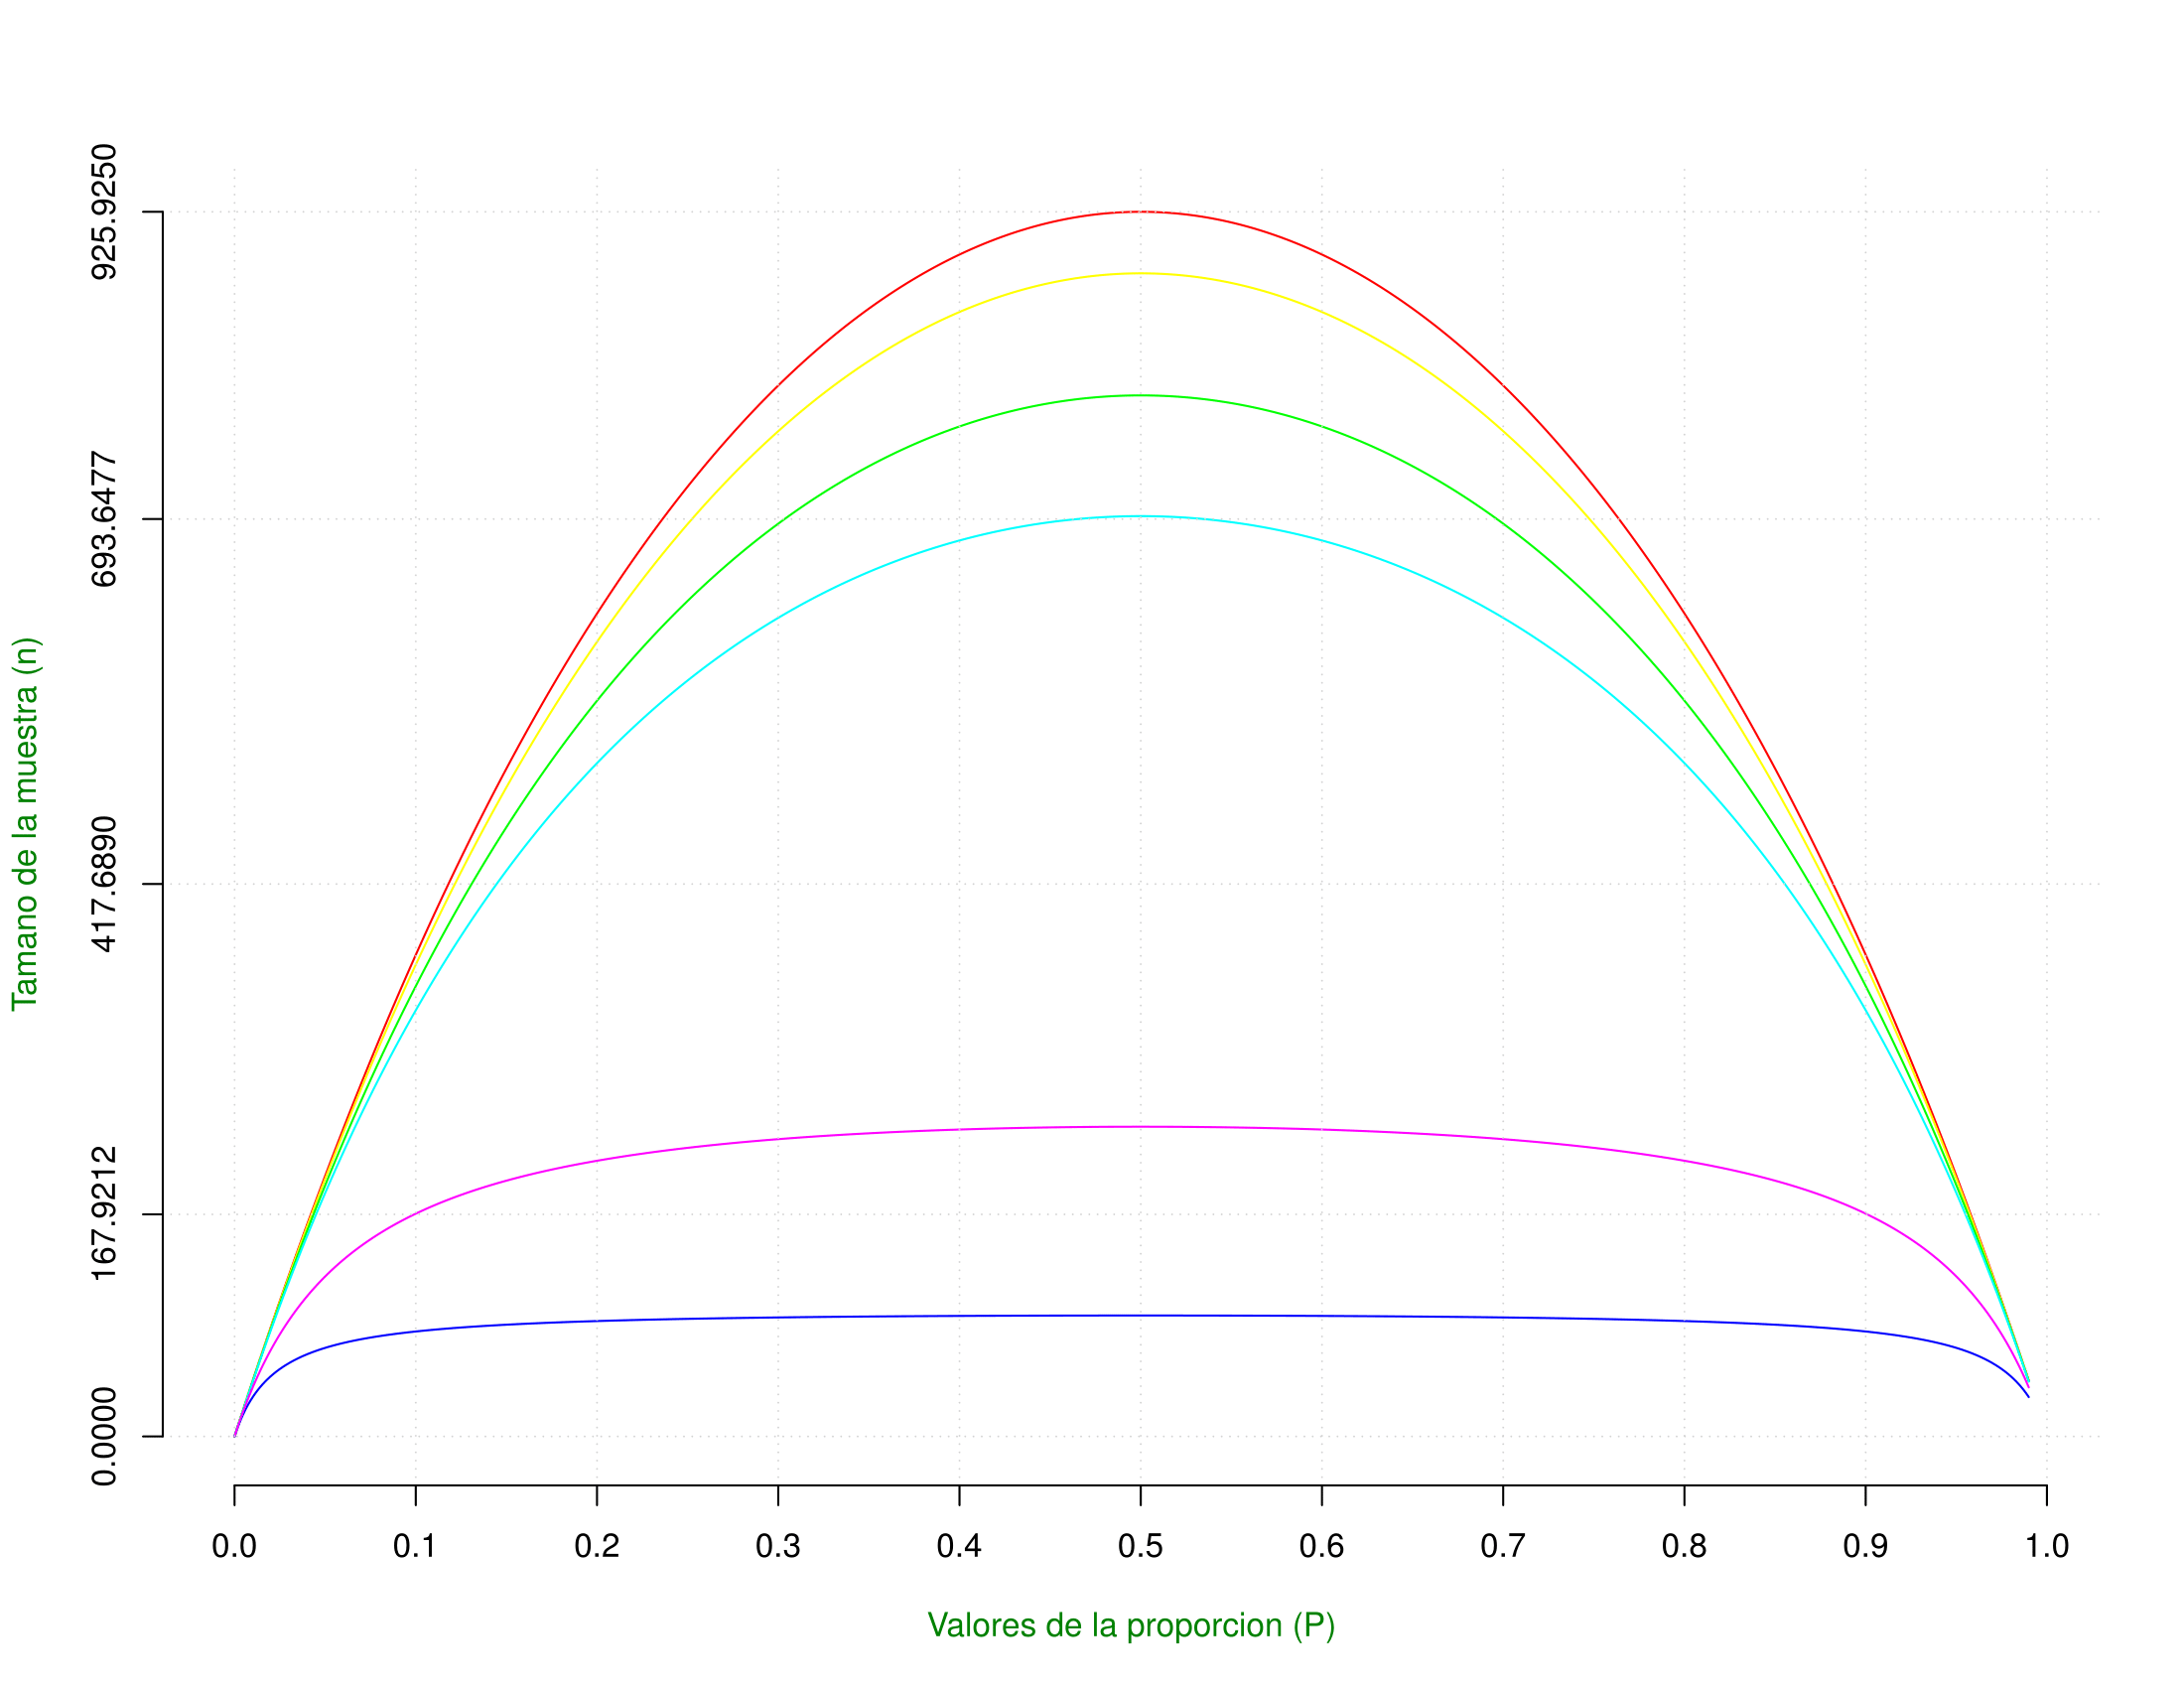 925.9250
693.6477
417.6890
167.9212
0.0000
Tamano de la muestra (n)
0.0 0.1 0.2 0.3 0.4 0.5 0.6 0.7 0.8 0.9 1.0
Valores de la proporcion (P)